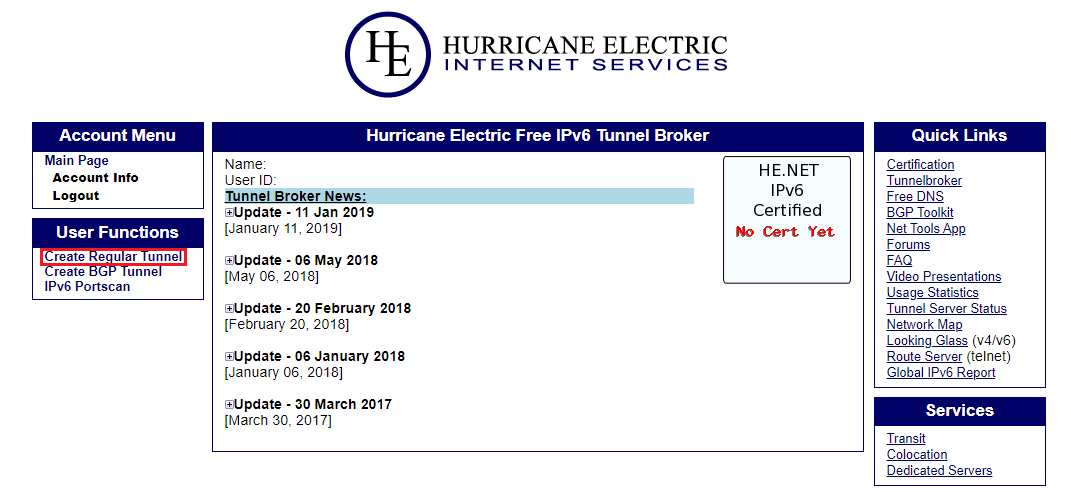 HE
HURRICANE ELECTRIC
INTERNET SERVICES
Account Menu
Main Page
Account Info
Logout
User Functions
Create Regular Tunnel
Create BGP Tunnel
IPv6 Portscan
Hurricane Electric Free IPv6 Tunnel Broker
Name:
User ID:
Tunnel Broker News:
Update - 11 Jan 2019
[January 11, 2019]
Update - 06 May 2018
[May 06, 2018]
Update - 20 February 2018
[February 20, 2018]
Update - 06 January 2018
[January 06, 2018]
Update - 30 March 2017
[March 30, 2017]
HE.NET
IPv6
Certified
No Cert Yet
Quick Links
Certification
Tunnelbroker
Free DNS
BGP Toolkit
Net Tools App
Forums
FAQ
Video Presentations
Usage Statistics
Tunnel Server Status
Network Map
Looking Glass (v4/v6)
Route Server (telnet)
Global IPv6 Report
Services
Transit
Colocation
Dedicated Servers